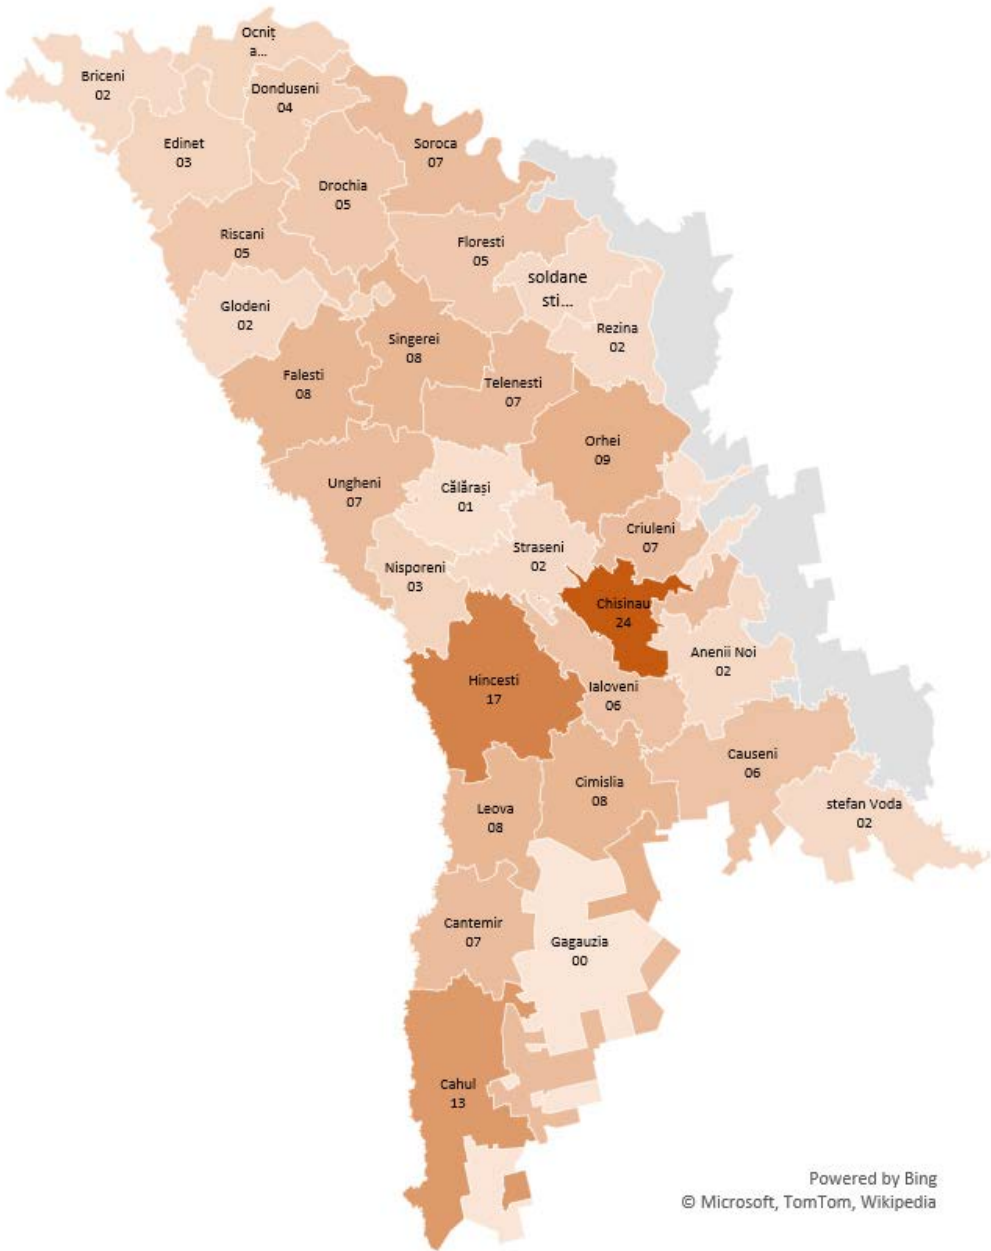 Ocniț
a...
Briceni
02
Donduseni
04
Edinet
03
Soroca
07
Drochia
05
Riscani
05
Floresti
05
soldane
sti...
Glodeni
02
Rezina
02
Singerei
08
Falesti
08
Telenesti
07
Orhei
09
Ungheni
07
Călărași
01
Criuleni
07
Straseni
02
Nisporeni
03
Chisinau
24
Anenii Noi
02
Hincesti
17
Ialoveni
06
Causeni
06
Cimislia
08
Leova
08
stefan Voda
02
Cantemir
07
Gagauzia
00
Cahul
13
Powered by Bing
© Microsoft, TomTom, Wikipedia